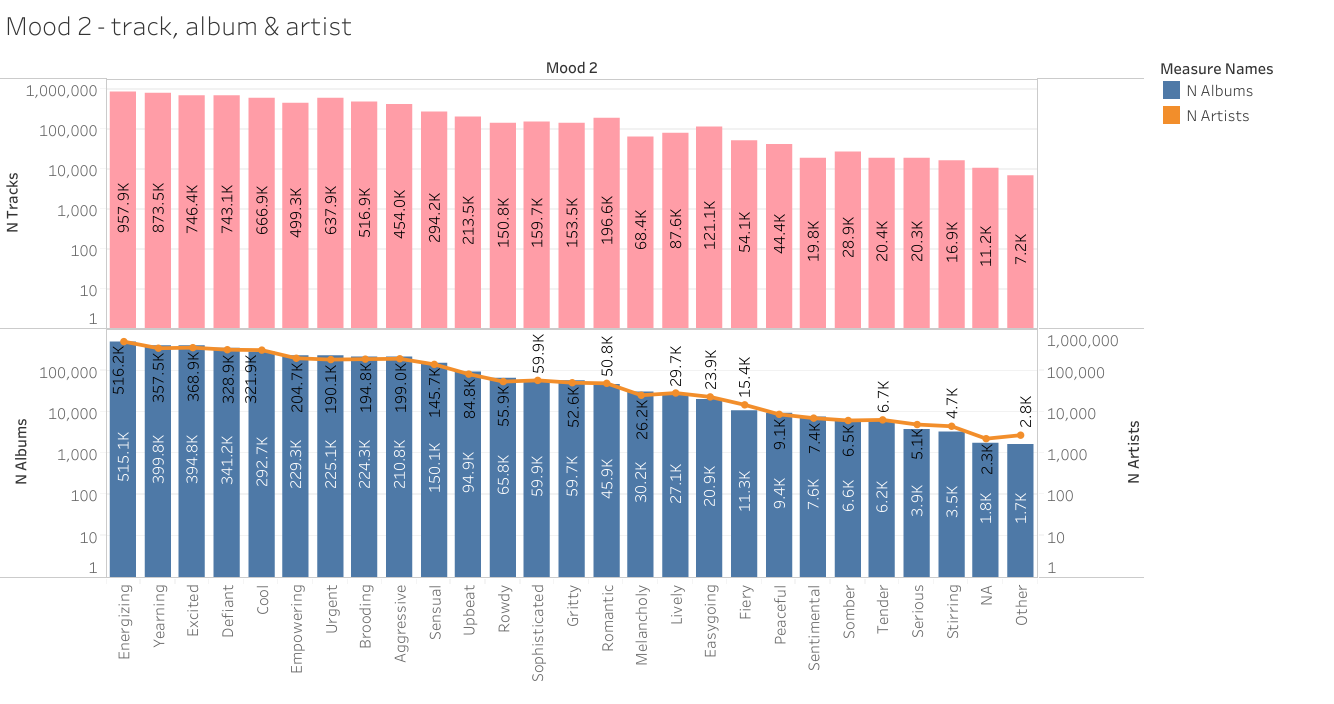 Mood 2 - track, album & artist
Mood 2
Measure Names
N Albums
N Artists
N Tracks
1,000,000
100,000
10,000
1,000
100
10
1
957.9K
873.5K
746.4K
743.1K
666.9K
499.3K
637.9K
516.9K
454.0K
294.2K
213.5K
150.8K
159.7K
153.5K
196.6K
68.4K
87.6K
121.1K
54.1K
44.4K
19.8K
28.9K
20.4K
20.3K
16.9K
11.2K
7.2K
N Albums
100,000
10,000
1,000
100
10
1
516.2K
357.5K
368.9K
328.9K
321.9K
204.7K
190.1K
194.8K
199.0K
145.7K
84.8K
55.9K
59.9K
52.6K
50.8K
26.2K
29.7K
23.9K
15.4K
9.1K
7.4K
6.5K
6.7K
5.1K
4.7K
2.3K
2.8K
515.1K
399.8K
394.8K
341.2K
292.7K
229.3K
225.1K
224.3K
210.8K
150.1K
94.9K
65.8K
59.9K
59.7K
45.9K
30.2K
27.1K
20.9K
11.3K
9.4K
7.6K
6.6K
6.2K
3.9K
3.5K
1.8K
1.7K
1,000,000
100,000
10,000
1,000
100
10
1
N Artists
Energizing
Yearning
Excited
Defiant
Cool
Empowering
Urgent
Brooding
Aggressive
Sensual
Upbeat
Rowdy
Sophisticated
Gritty
Romantic
Melancholy
Lively
Easygoing
Fiery
Peaceful
Sentimental
Somber
Tender
Serious
Stirring
NA
Other